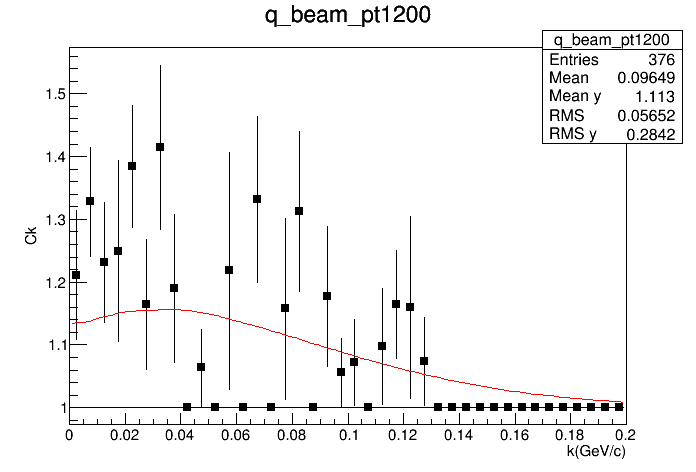 q_beam_pt1200
q_beam_pt1200
Entries 376
Mean 0.09649
Mean y 1.113
RMS 0.05652
RMS y 0.2842
Ck
1.5
1.4
1.3
1.2
1.1
1
0 0.02 0.04 0.06 0.08 0.1 0.12 0.14 0.16 0.18 0.2
k(GeV/c)